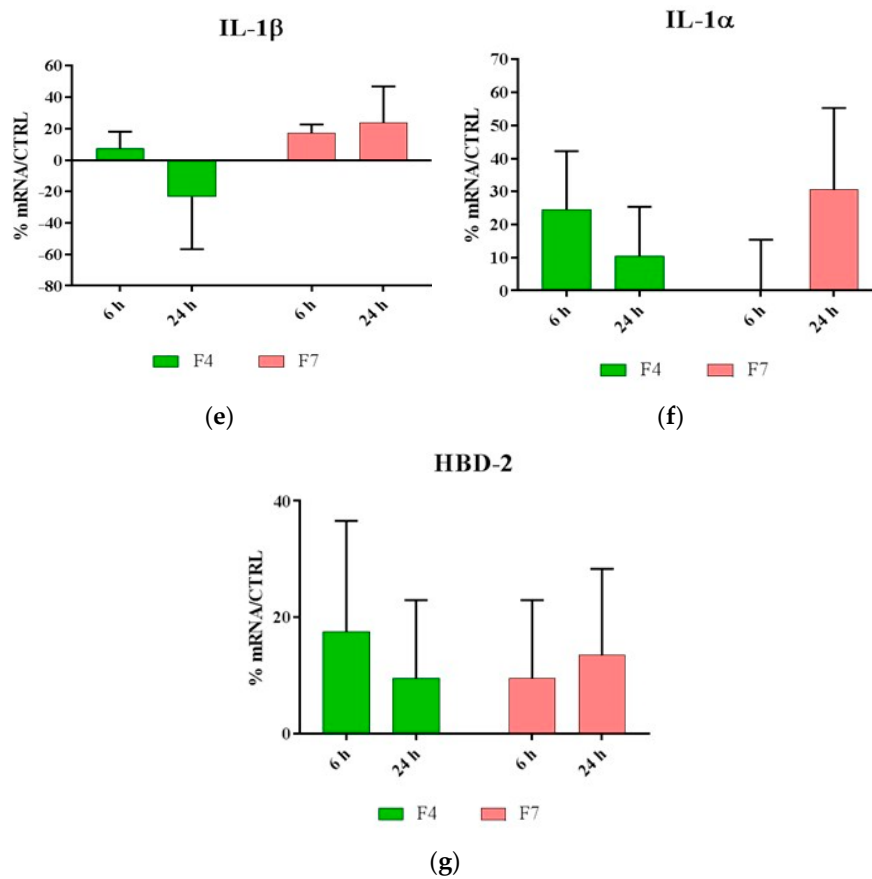 IL-1β
% mRNA/CTRL
60
40
20
0
-20
-40
-60
-80
6 h
24 h
6 h
24 h
F4
F7
(e)
IL-1α
% mRNA/CTRL
70
60
50
40
30
20
10
0
6 h
24 h
6 h
24 h
F4
F7
(f)
HBD-2
% mRNA/CTRL
40
20
0
6 h
24 h
6 h
24 h
F4
F7
(g)